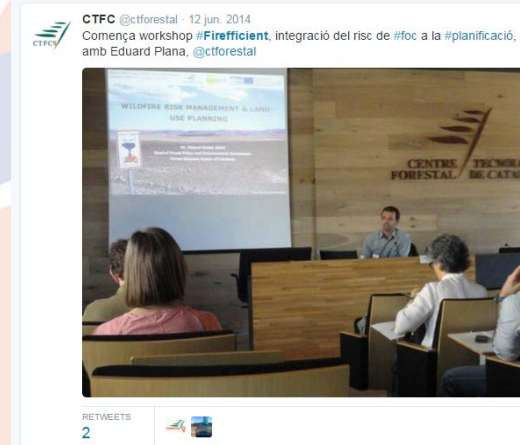 CTFC @ctforestal · 12 jun. 2014
Comença workshop #Firefficient, integració del risc de #foc a la #planificació,
amb Eduard Plana, @ctforestal
CTFC
WILDFIRE RISK MANAGEMENT & LAND-
USE PLANNING
CENTRE
FORESTAL
DE CATA
RETWEETS
2